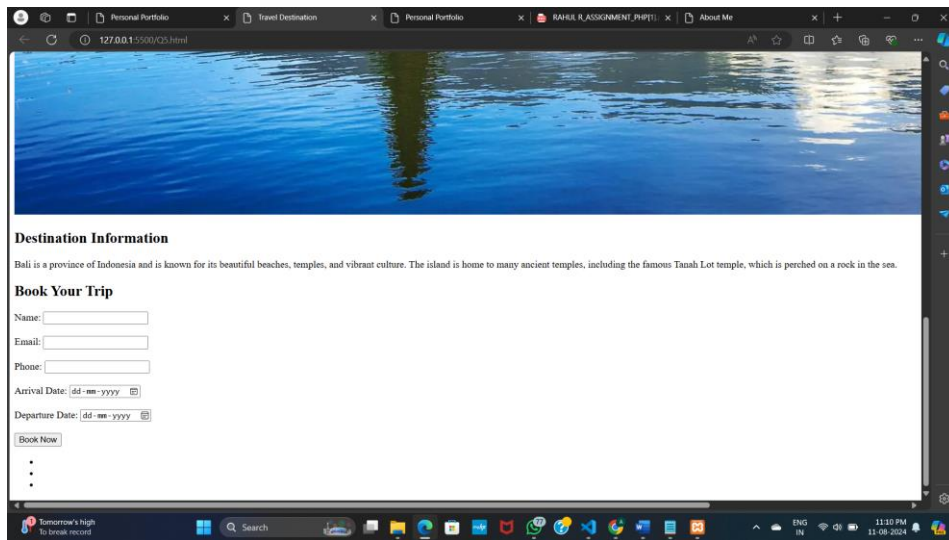 Personal Portfolio
Travel Destination
Personal Portfolio
RAHUL R_ASSIGNMENT_PHP[1].
About Me
127.0.0.1:5500/Q5.html
Destination Information
Bali is a province of Indonesia and is known for its beautiful beaches, temples, and vibrant culture. The island is home to many ancient temples, including the famous Tanah Lot temple, which is perched on a rock in the sea.
Book Your Trip
Name:
Email:
Phone:
Arrival Date: dd-mm-yyyy
Departure Date: dd-mm-yyyy
Book Now
Tomorrow's high
To break record
Search
ENG
IN
11:10 PM
11-08-2024